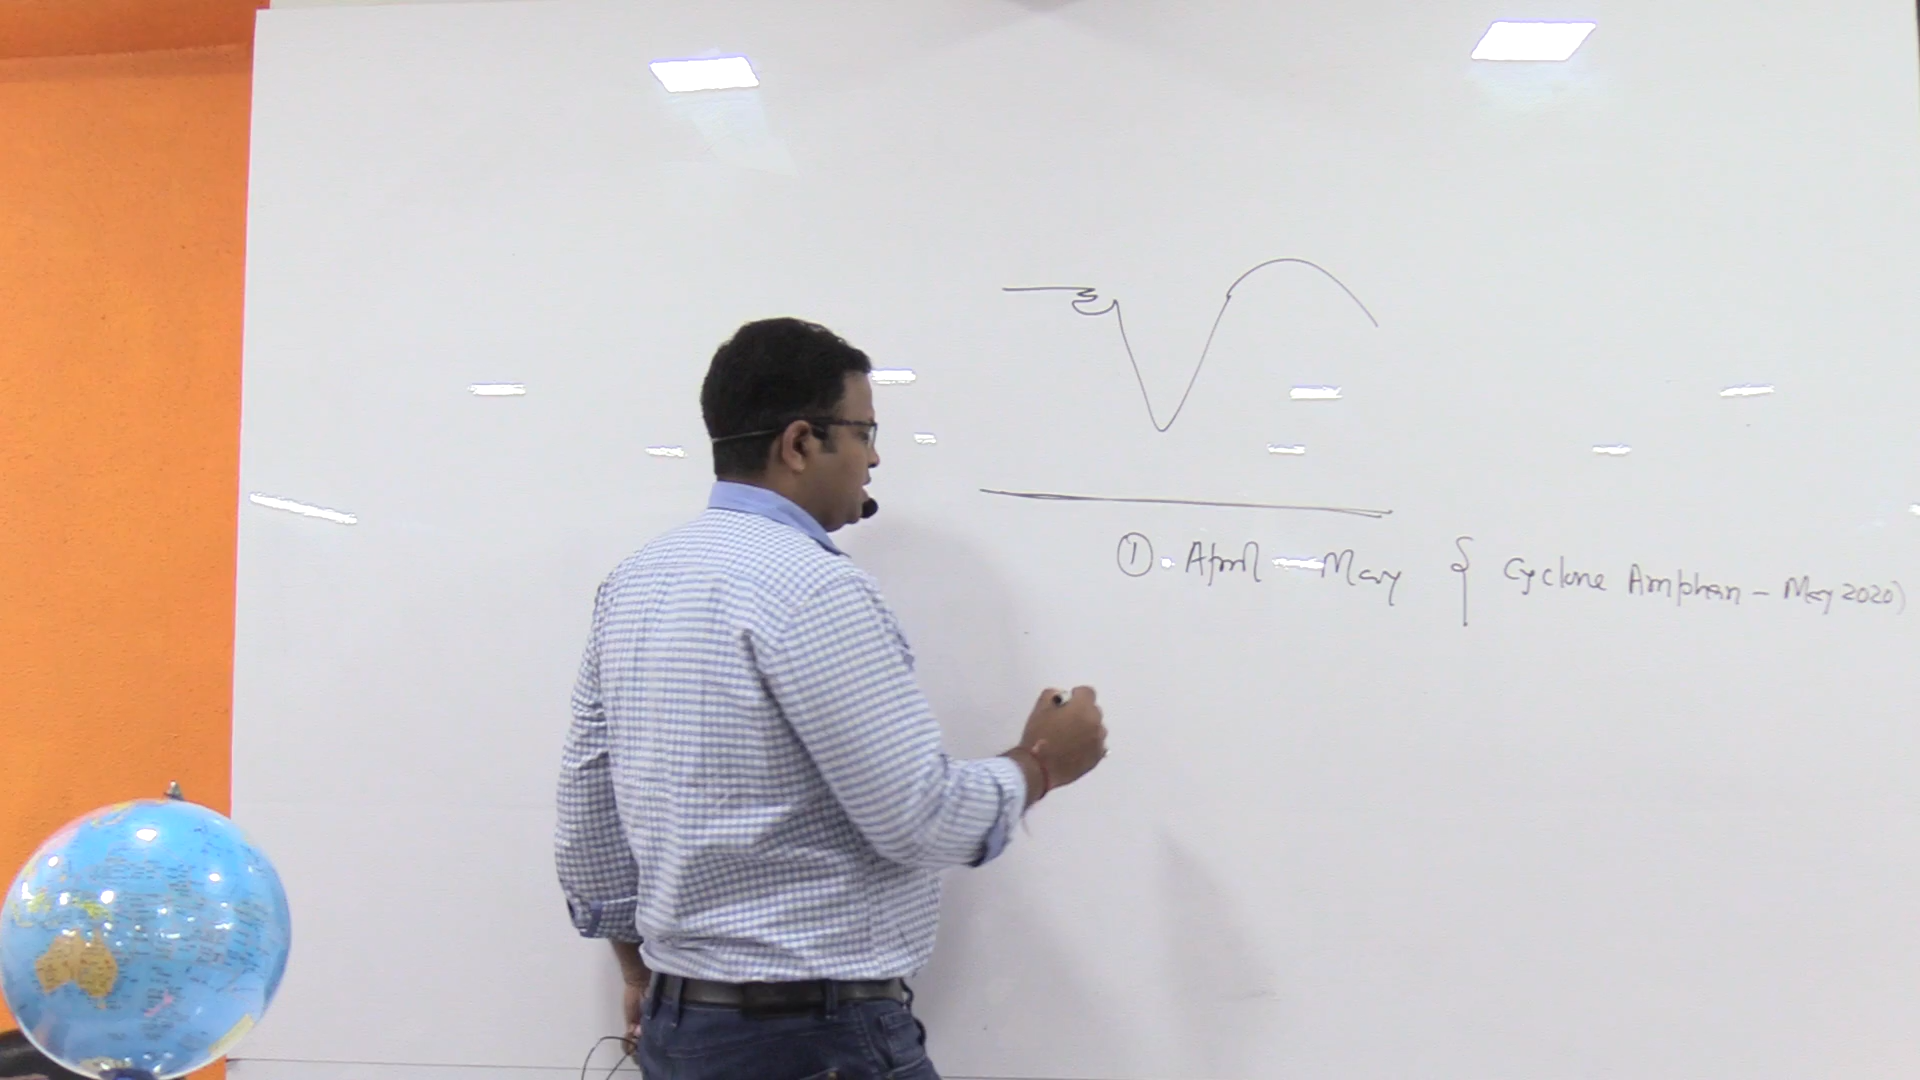 ① . April - May { Cyclone Amphan - May 2020)